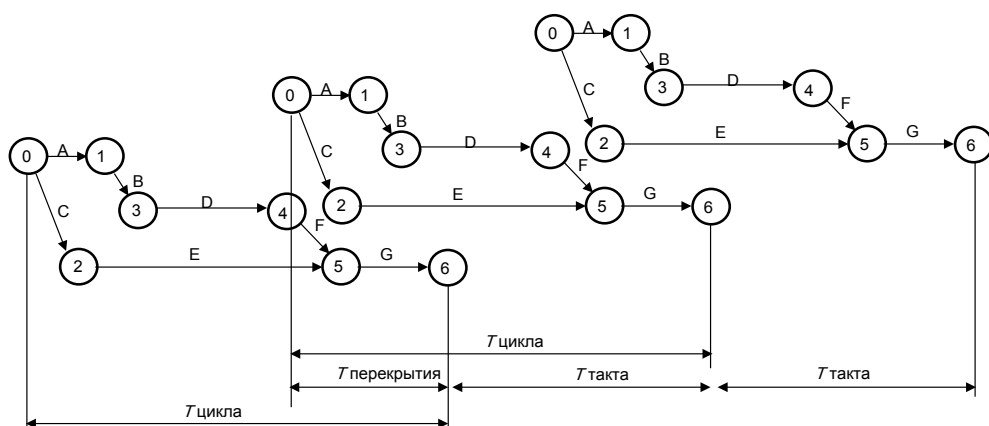 0 A 1
B
C
3 D 4
F
2 E 5 G 6
0 A 1
B
C
3 D 4
F
2 E 5 G 6
0 A 1
B
C
3 D 4
F
2 E 5 G 6
T цикла
T перекрытия T такта T такта
T цикла